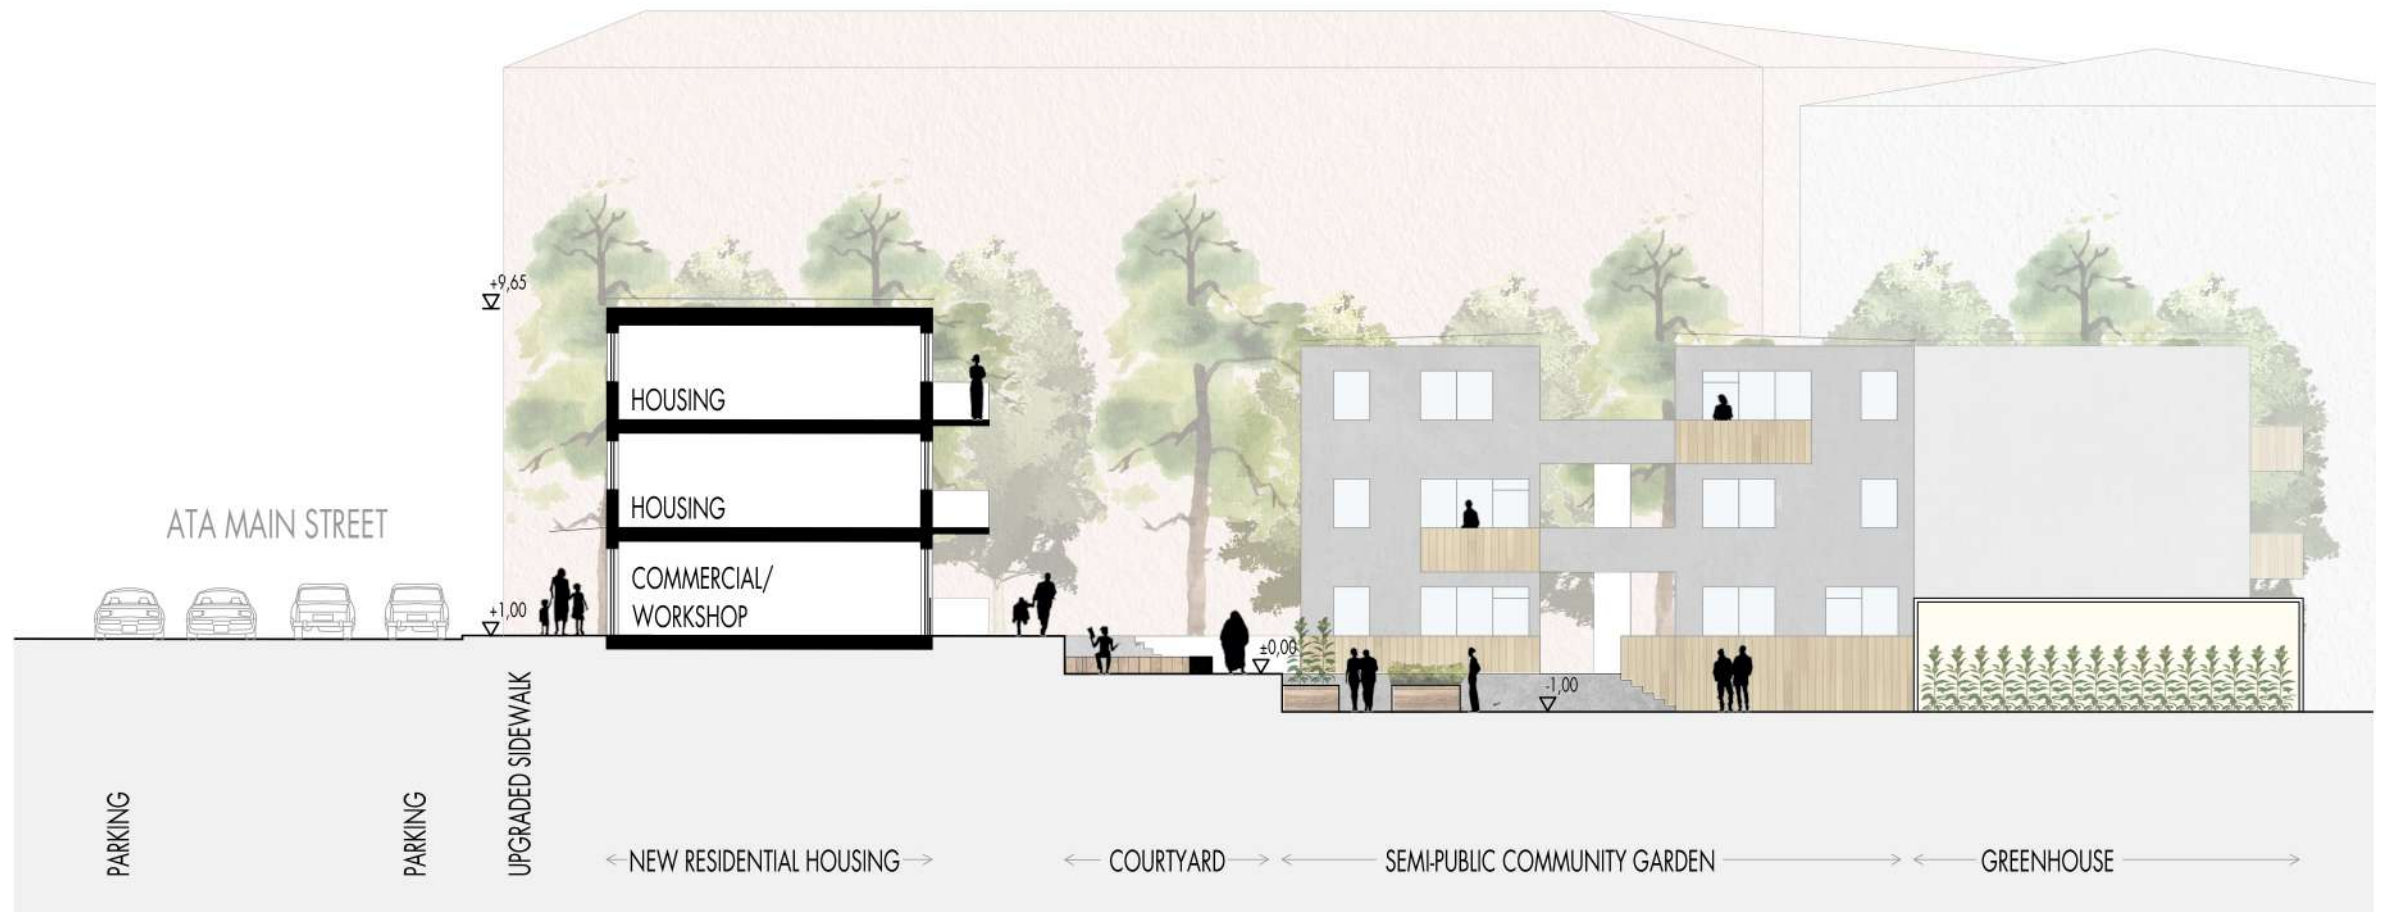 +9,65
HOUSING
HOUSING
ATA MAIN STREET
COMMERCIAL/
WORKSHOP
+1,00
±0,00
-1,00
PARKING
PARKING
UPGRADED SIDEWALK
NEW RESIDENTIAL HOUSING
COURTYARD
SEMI-PUBLIC COMMUNITY GARDEN
GREENHOUSE